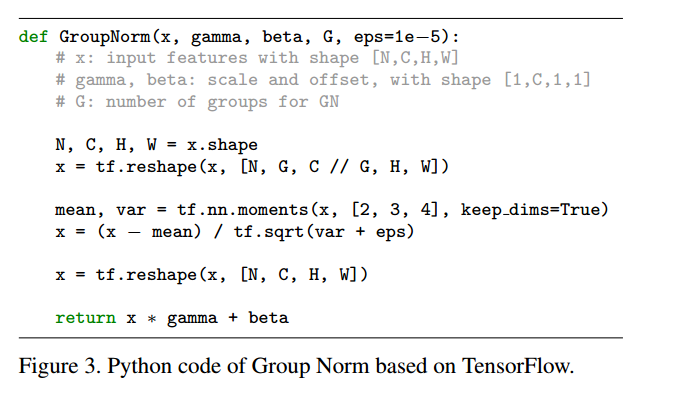 def GroupNorm(x, gamma, beta, G, eps=1e−5):
# x: input features with shape [N,C,H,W]
# gamma, beta: scale and offset, with shape [1,C,1,1]
# G: number of groups for GN
N, C, H, W = x.shape
x = tf.reshape(x, [N, G, C // G, H, W])
mean, var = tf.nn.moments(x, [2, 3, 4], keep_dims=True)
x = (x − mean) / tf.sqrt(var + eps)
x = tf.reshape(x, [N, C, H, W])
return x * gamma + beta
Figure 3. Python code of Group Norm based on TensorFlow.